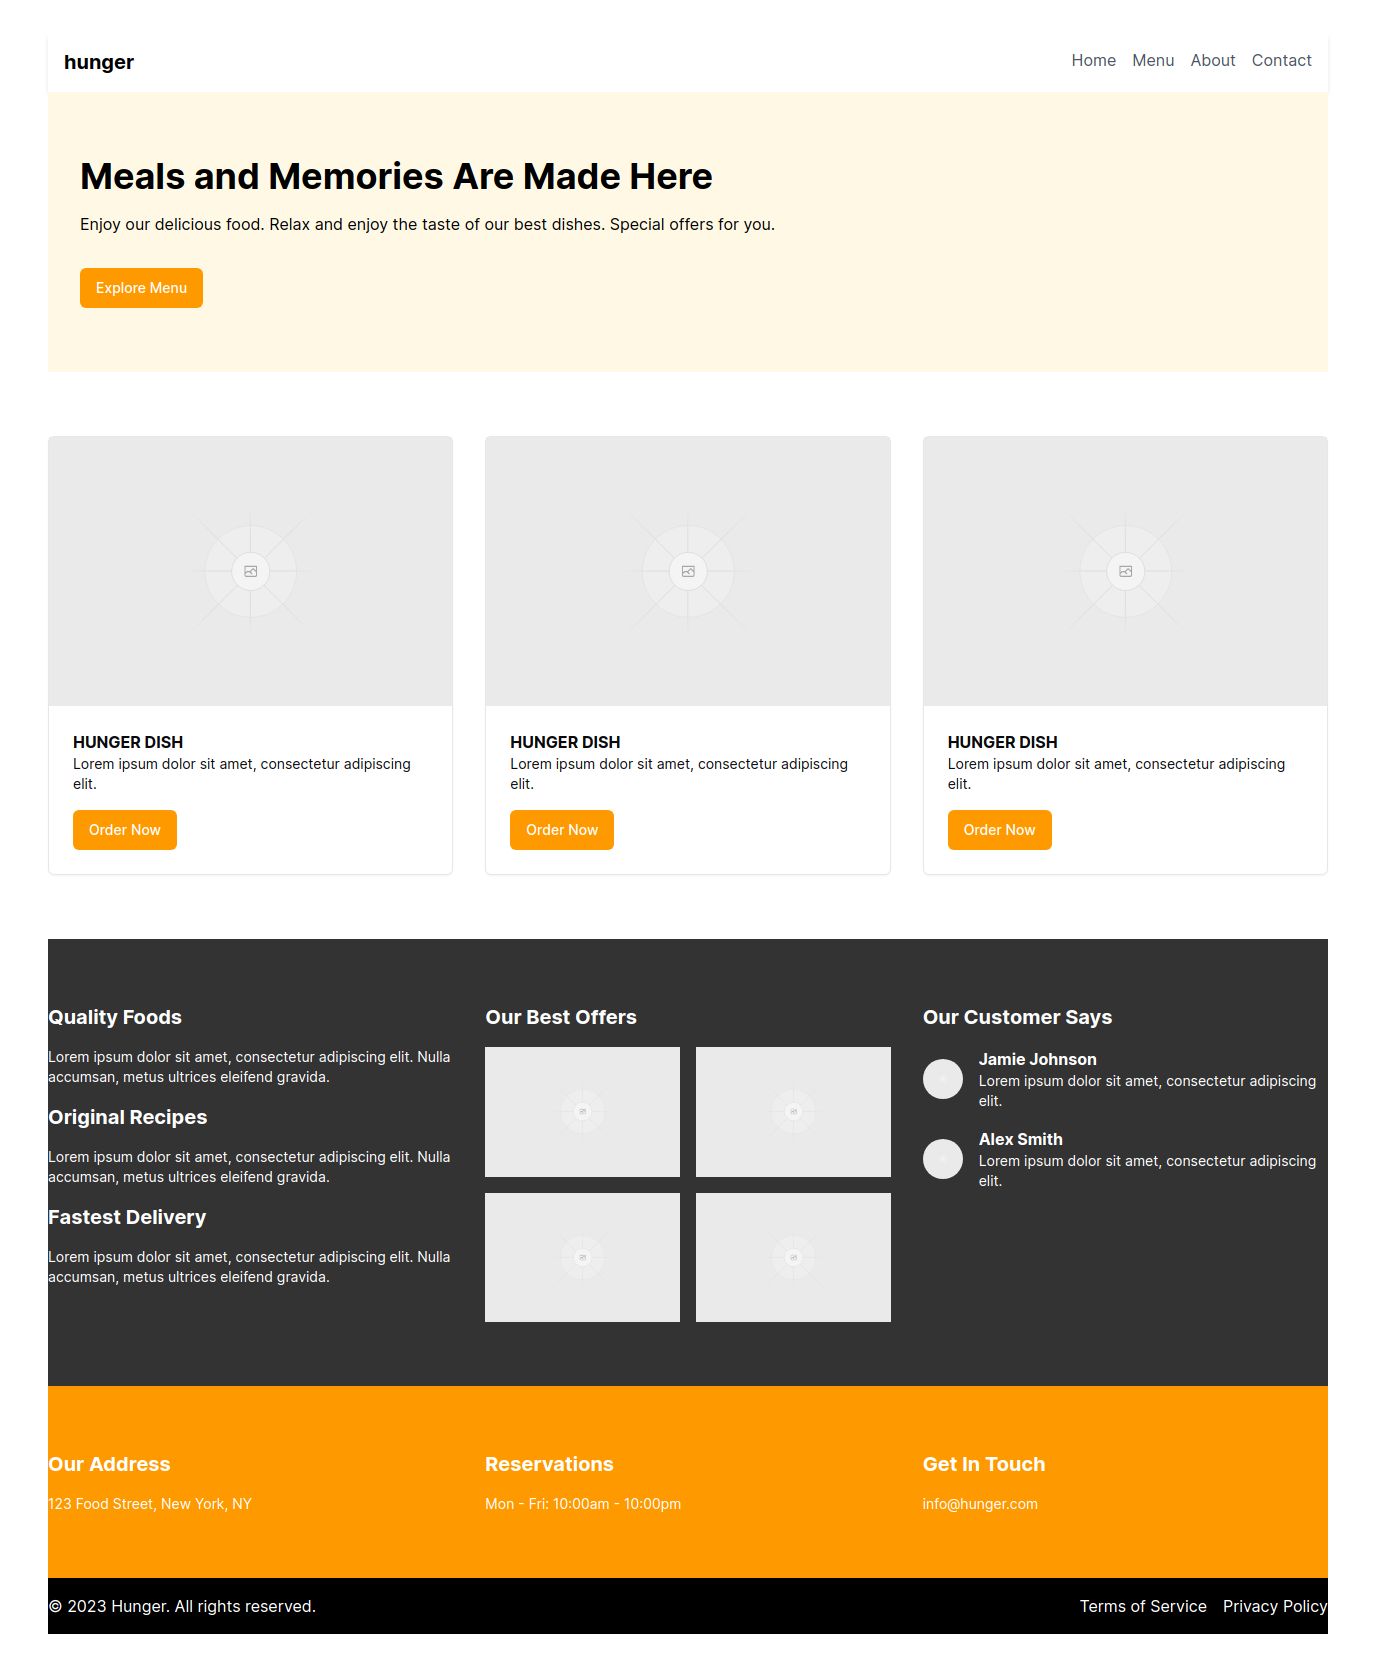 hunger
Home Menu About Contact
Meals and Memories Are Made Here
Enjoy our delicious food. Relax and enjoy the taste of our best dishes. Special offers for you.
Explore Menu
HUNGER DISH
Lorem ipsum dolor sit amet, consectetur adipiscing
elit.
Order Now
HUNGER DISH
Lorem ipsum dolor sit amet, consectetur adipiscing
elit.
Order Now
HUNGER DISH
Lorem ipsum dolor sit amet, consectetur adipiscing
elit.
Order Now
Quality Foods
Lorem ipsum dolor sit amet, consectetur adipiscing elit. Nulla
accumsan, metus ultrices eleifend gravida.
Original Recipes
Lorem ipsum dolor sit amet, consectetur adipiscing elit. Nulla
accumsan, metus ultrices eleifend gravida.
Fastest Delivery
Lorem ipsum dolor sit amet, consectetur adipiscing elit. Nulla
accumsan, metus ultrices eleifend gravida.
Our Best Offers
Our Customer Says
Jamie Johnson
Lorem ipsum dolor sit amet, consectetur adipiscing
elit.
Alex Smith
Lorem ipsum dolor sit amet, consectetur adipiscing
elit.
Our Address
123 Food Street, New York, NY
Reservations
Mon - Fri: 10:00am - 10:00pm
Get In Touch
info@hunger.com
© 2023 Hunger. All rights reserved.
Terms of Service Privacy Policy